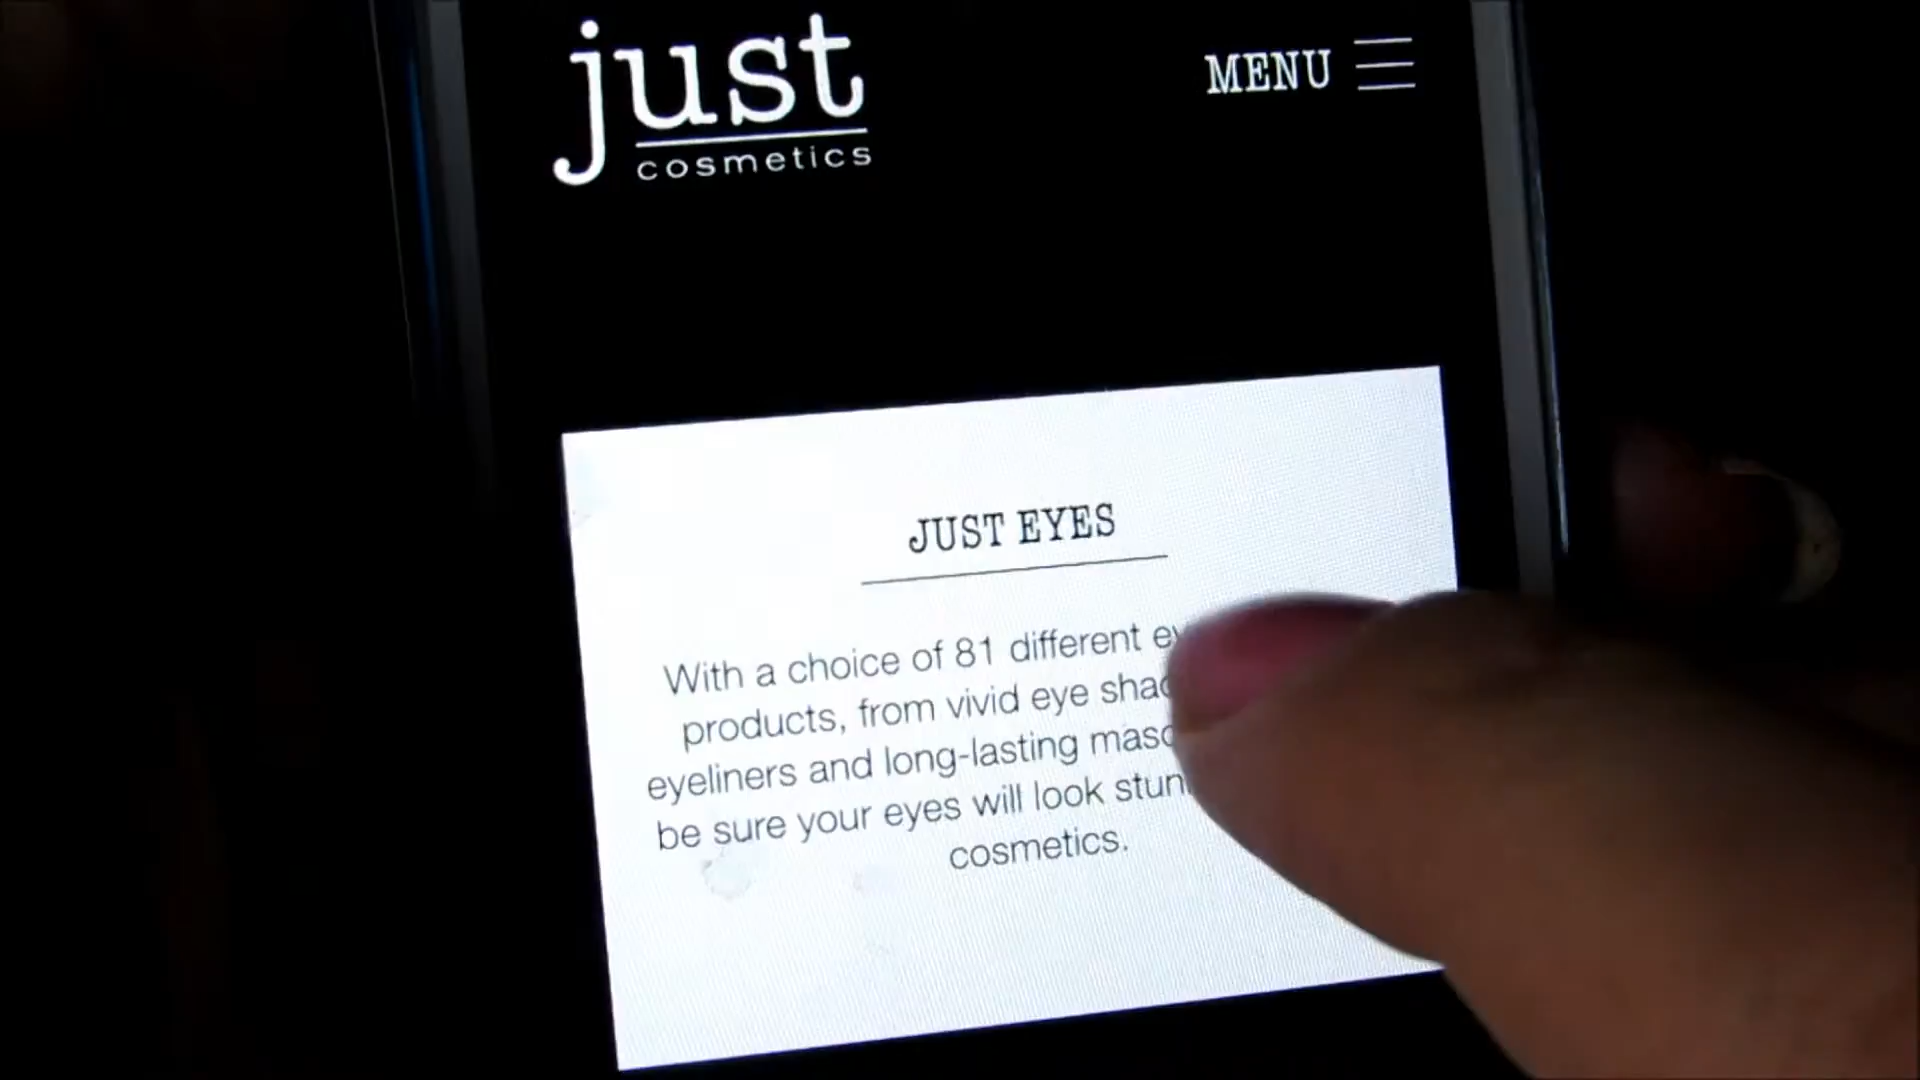 just
cosmetics
MENU
JUST EYES
With a choice of 81 different
products, from vivid eye
eyeliners and long-lasting
be sure your eyes will look
cosmetics.